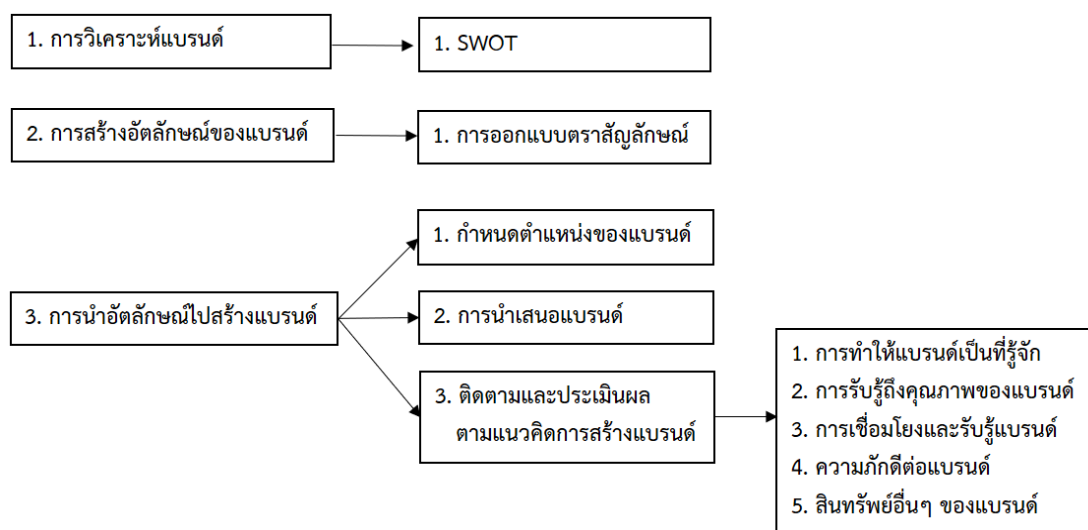 1. การวิเคราะห์แบรนด์
1. SWOT
2. การสร้างอัตลักษณ์ของแบรนด์
1. การออกแบบตราสัญลักษณ์
1. กำหนดตำแหน่งของแบรนด์
3. การนำอัตลักษณ์ไปสร้างแบรนด์
2. การนำเสนอแบรนด์
3. ติดตามและประเมินผล
ตามแนวคิดการสร้างแบรนด์
1. การทำให้แบรนด์เป็นที่รู้จัก
2. การรับรู้ถึงคุณภาพของแบรนด์
3. การเชื่อมโยงและรับรู้แบรนด์
4. ความภักดีต่อแบรนด์
5. สินทรัพย์อื่นๆ ของแบรนด์